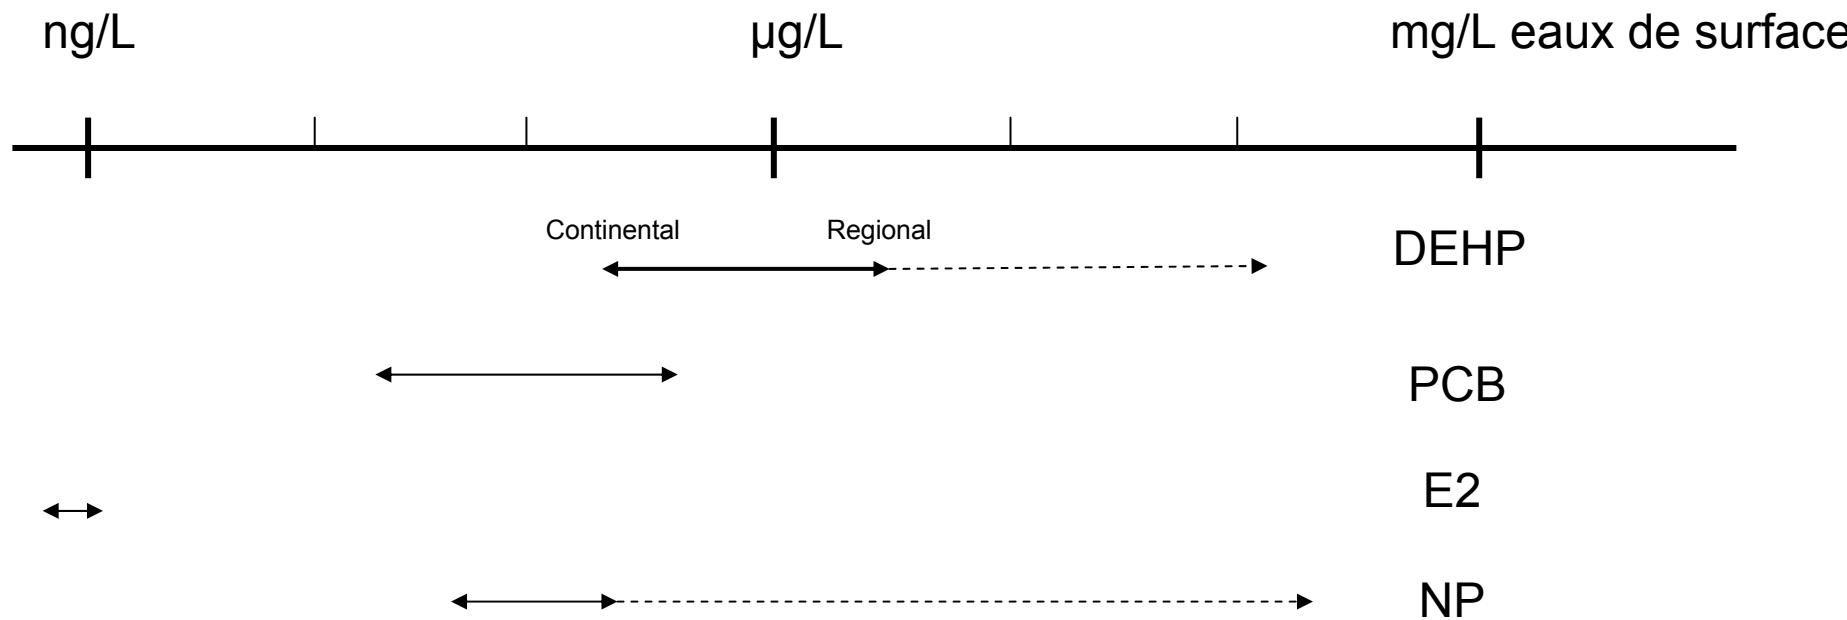 ng/L µg/L mg/L eaux de surface
Continental Regional
DEHP
PCB
E2
NP